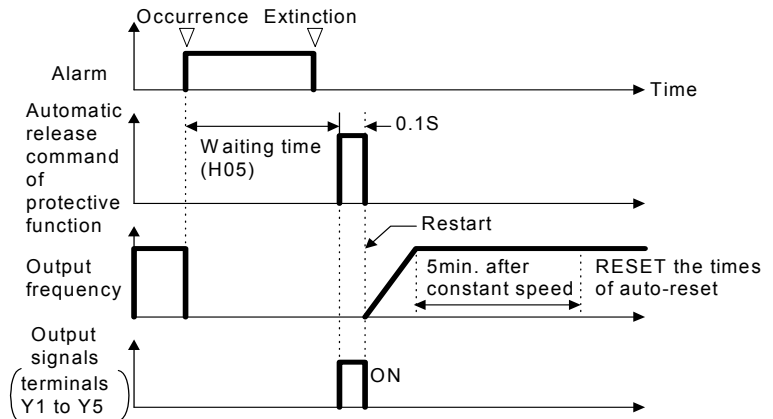 Occurrence Extinction
Alarm
Time
Automatic
release
command
of
protective
function
Waiting time
(H05)
0.1S
Restart
Output
frequency
5min. after
constant speed
RESET the times
of auto-reset
Output
signals
(terminals
Y1 to Y5)
ON